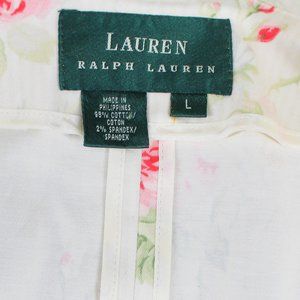 LAUREN
RALPH LAUREN
L
MADE IN
PHILIPPINES
98% COTTON/
COTON
2% SPANDEX/
SPANDEX